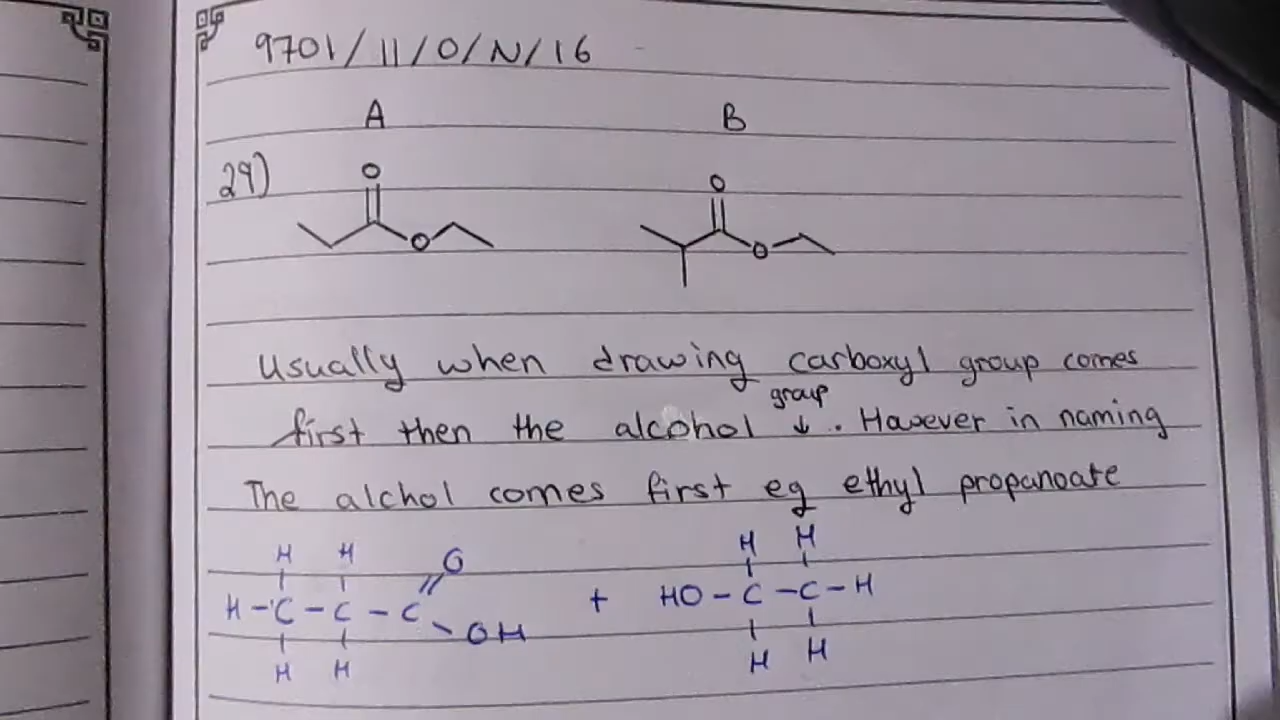 9701/11/O/N/16
A B
29)
O O
O O
Usually when drawing carboxyl group comes
group
first then the alcohol ↓. However in naming
The alchol comes first eg ethyl propanoate
H H O H H
H - C - C - C + HO - C - C - H
OH
H H H H